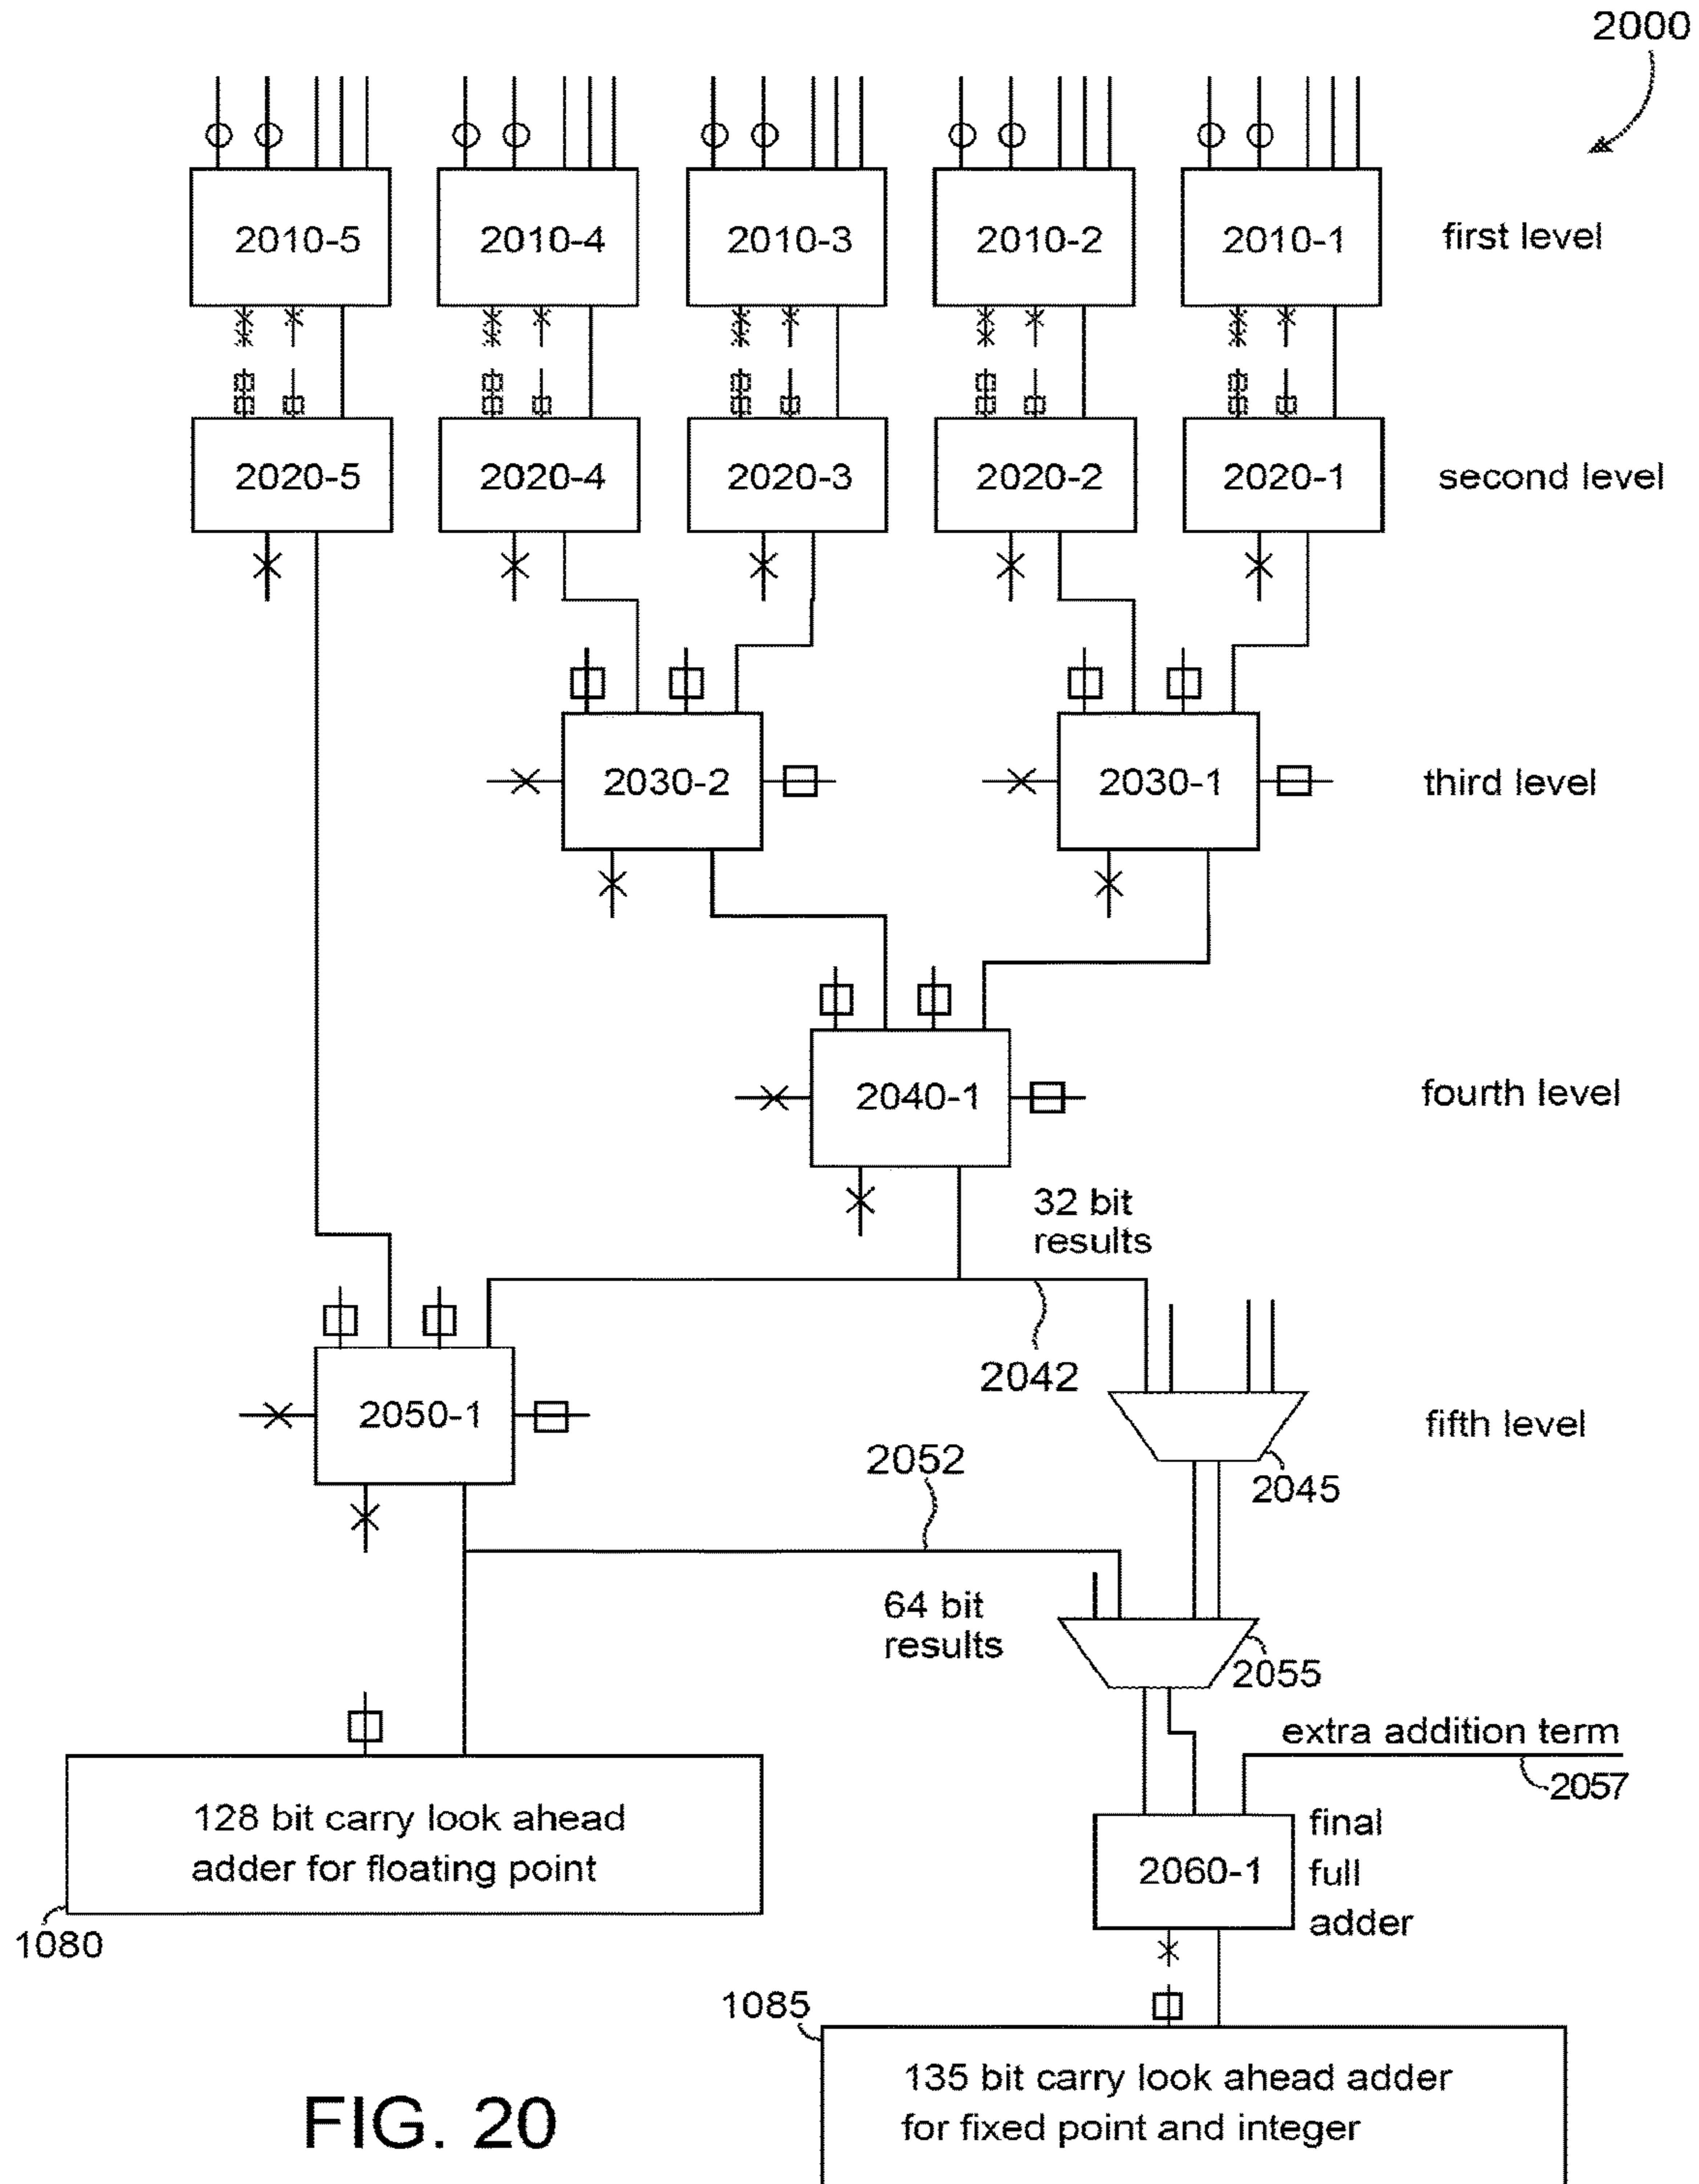 2000
2010-5 2010-4 2010-3 2010-2 2010-1 first level
2020-5 2020-4 2020-3 2020-2 2020-1 second level
2030-2 2030-1 third level
2040-1 fourth level
32 bit
results
2042
2050-1 fifth level
2052
2045
64 bit
results
2055
extra addition term
2057
128 bit carry look ahead
adder for floating point
1080
2060-1
final
full
adder
1085
135 bit carry look ahead adder
for fixed point and integer
FIG. 20